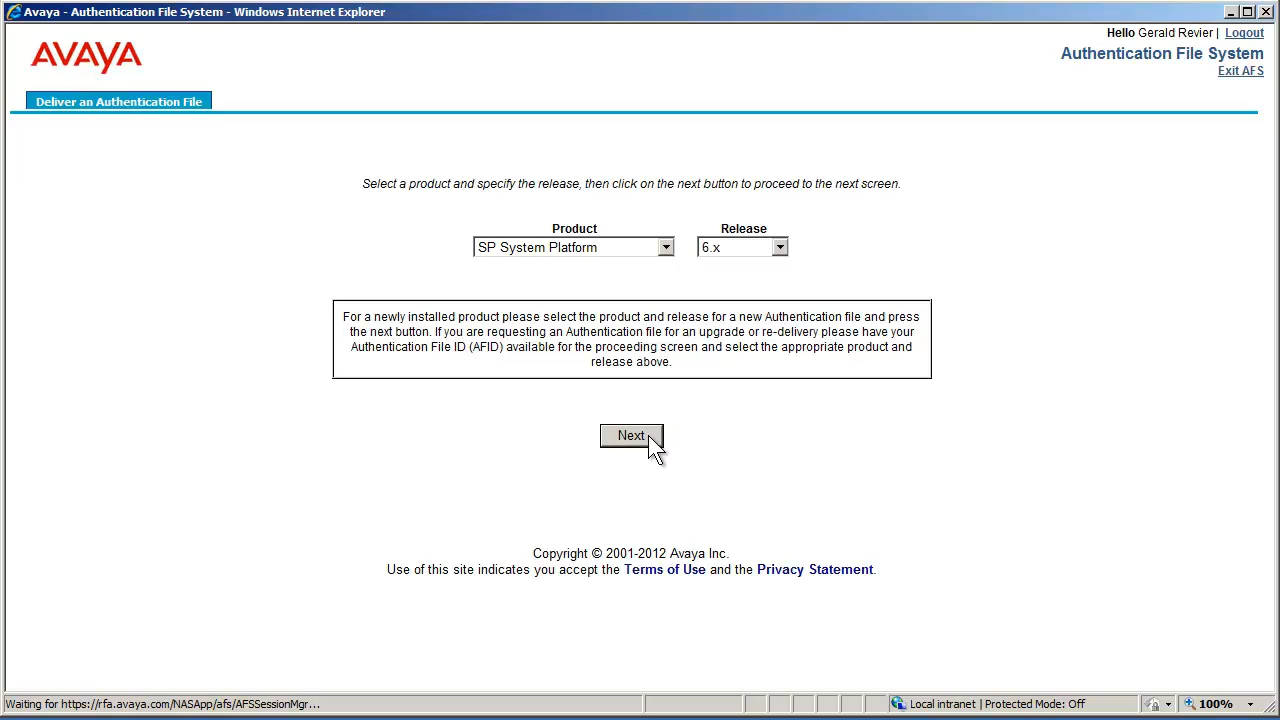 Avaya - Authentication File System - Windows Internet Explorer
Hello Gerald Revier | Logout
AVAYA
Authentication File System
Exit AFS
Deliver an Authentication File
Select a product and specify the release, then click on the next button to proceed to the next screen.
Product Release
SP System Platform 6.x
For a newly installed product please select the product and release for a new Authentication file and press
the next button. If you are requesting an Authentication file for an upgrade or re-delivery please have your
Authentication File ID (AFID) available for the proceeding screen and select the appropriate product and
release above.
Next
Copyright © 2001-2012 Avaya Inc.
Use of this site indicates you accept the Terms of Use and the Privacy Statement.
Waiting for https://rfa.avaya.com/NASApp/afs/AFSSessionMgr... Local intranet | Protected Mode: Off 100%